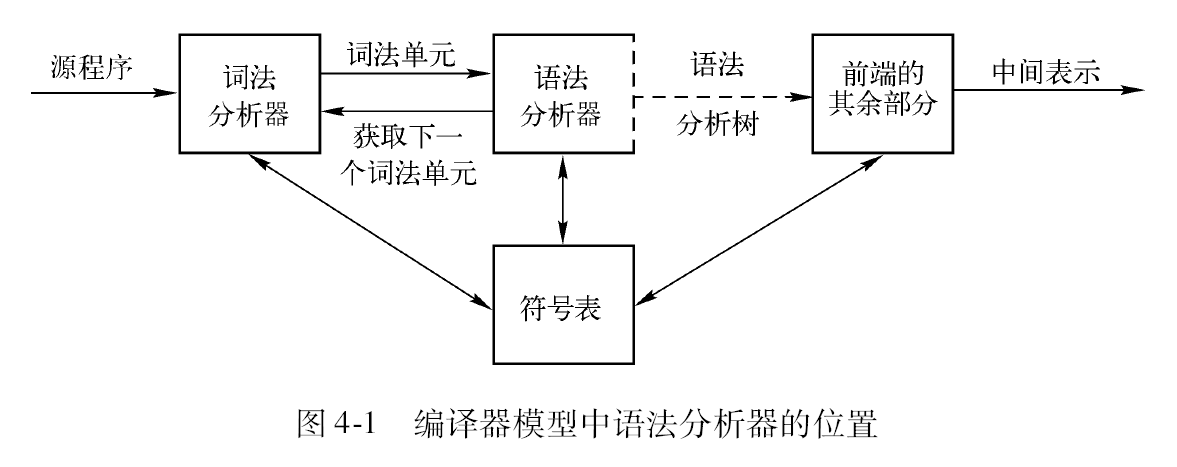 源程序
词法
分析器
词法单元
获取下一
个词法单元
语法
分析器
语法
分析树
前端的
其余部分
中间表示
符号表
图 4-1 编译器模型中语法分析器的位置